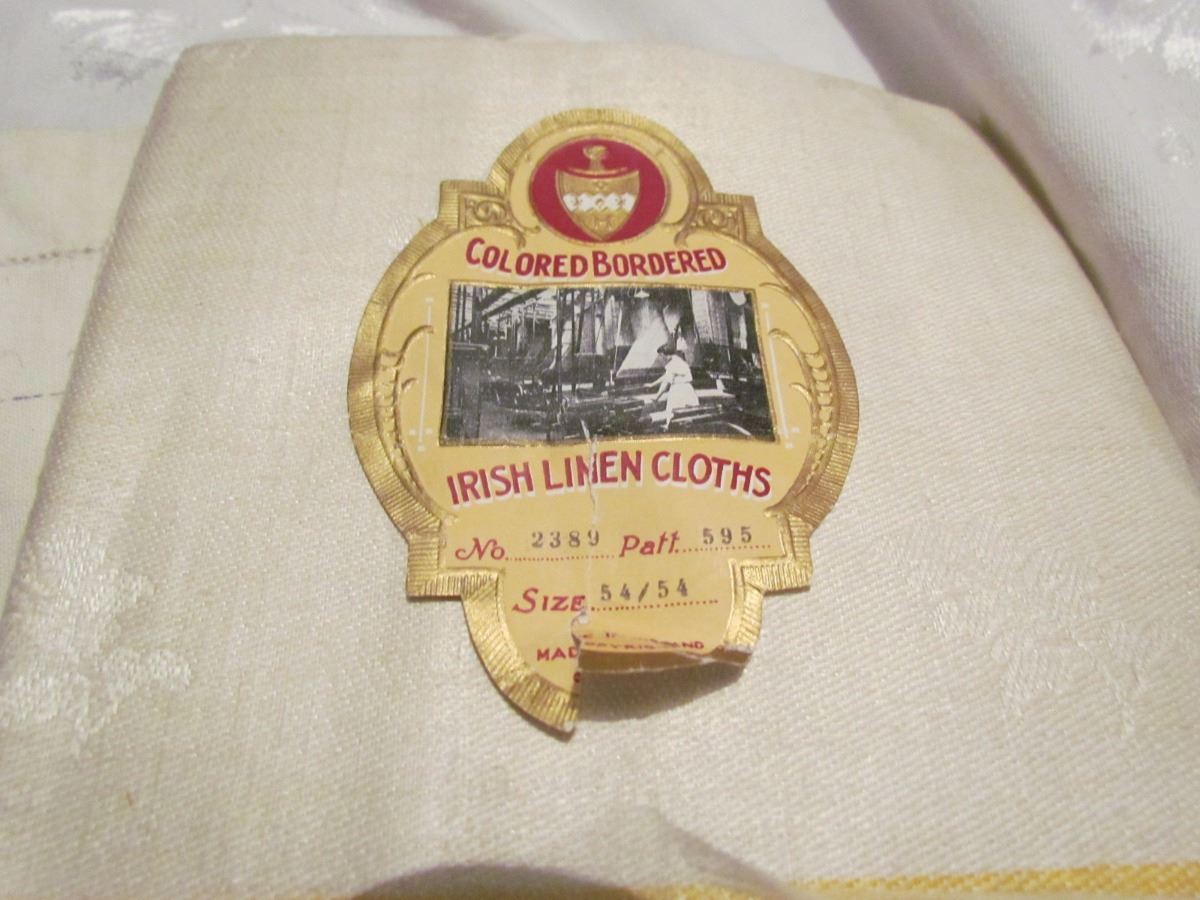 COLORED BORDERED
IRISH LINEN CLOTHS
No. 2389 Patt. 595
SIZE 54/54